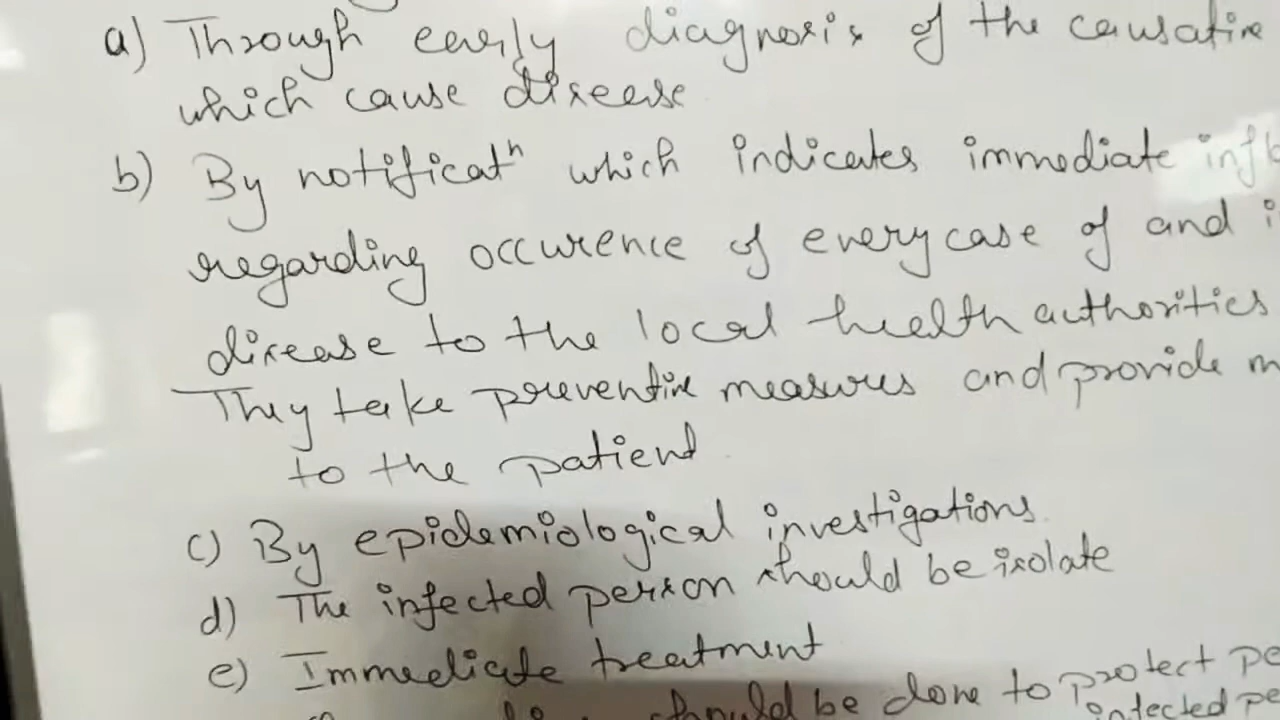 a) Through early diagnosis of the causative
which cause disease
b) By notificatⁿ which indicates immediate
regarding occurence of every case of and
disease to the local health authorities
They take preventive measures and provide
to the patient
c) By epidemiological investigations
d) The infected person should be isolate
e) Immediate treatment
should be done to protect
infected